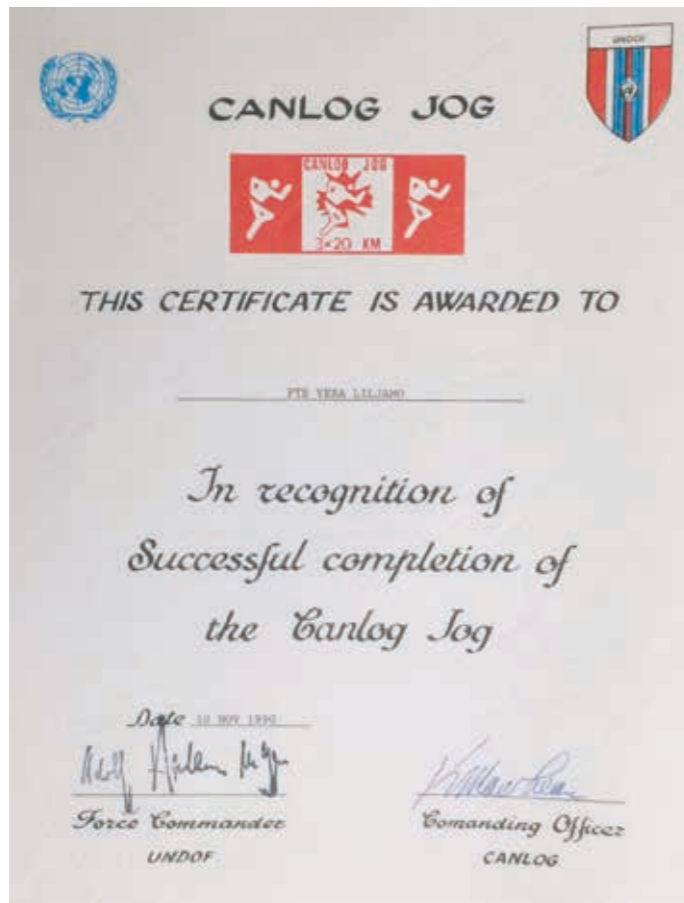 UNDOF
CANLOG JOG
CANLOG JOG
3×20 KM
THIS CERTIFICATE IS AWARDED TO
PTE VERA LILJAMO
In recognition of
Successful completion of
the Canlog Jog
Date 10 NOV 1990
Force Commander
UNDOF
Comanding Officer
CANLOG